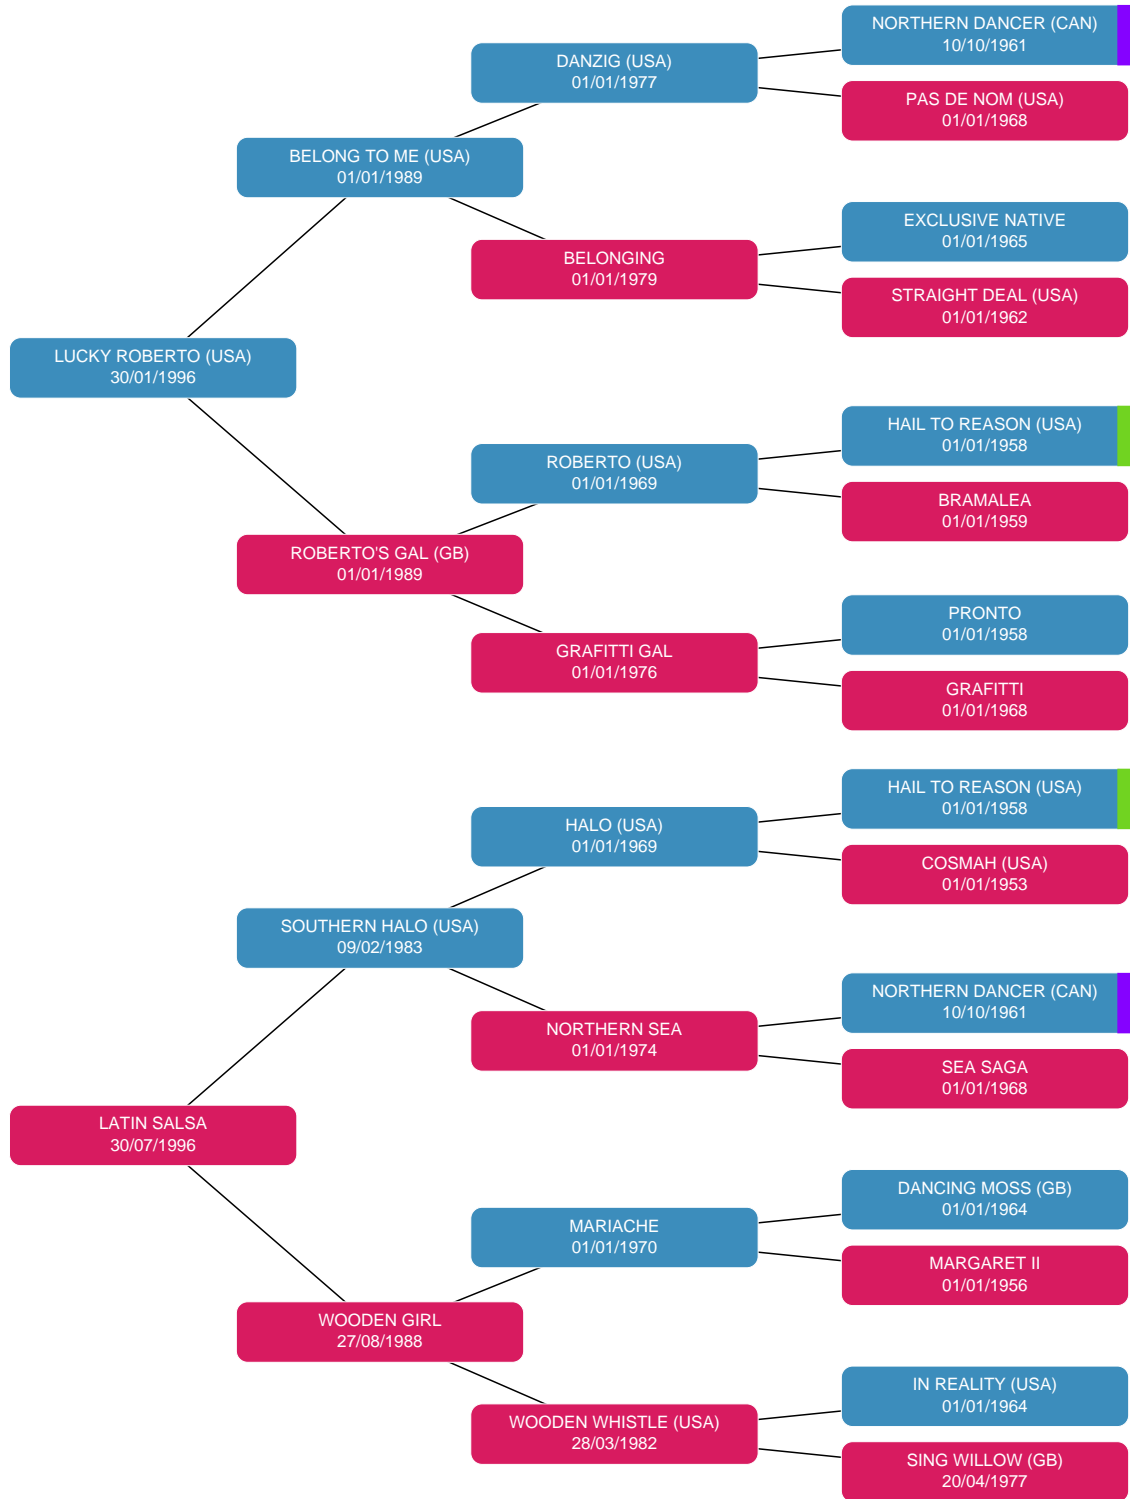 NORTHERN DANCER (CAN)
10/10/1961
DANZIG (USA)
01/01/1977
PAS DE NOM (USA)
01/01/1968
BELONG TO ME (USA)
01/01/1989
EXCLUSIVE NATIVE
01/01/1965
BELONGING
01/01/1979
STRAIGHT DEAL (USA)
01/01/1962
LUCKY ROBERTO (USA)
30/01/1996
HAIL TO REASON (USA)
01/01/1958
ROBERTO (USA)
01/01/1969
BRAMALEA
01/01/1959
ROBERTO'S GAL (GB)
01/01/1989
PRONTO
01/01/1958
GRAFITTI GAL
01/01/1976
GRAFITTI
01/01/1968
HAIL TO REASON (USA)
01/01/1958
HALO (USA)
01/01/1969
COSMAH (USA)
01/01/1953
SOUTHERN HALO (USA)
09/02/1983
NORTHERN DANCER (CAN)
10/10/1961
NORTHERN SEA
01/01/1974
SEA SAGA
01/01/1968
LATIN SALSA
30/07/1996
DANCING MOSS (GB)
01/01/1964
MARIACHE
01/01/1970
MARGARET II
01/01/1956
WOODEN GIRL
27/08/1988
IN REALITY (USA)
01/01/1964
WOODEN WHISTLE (USA)
28/03/1982
SING WILLOW (GB)
20/04/1977